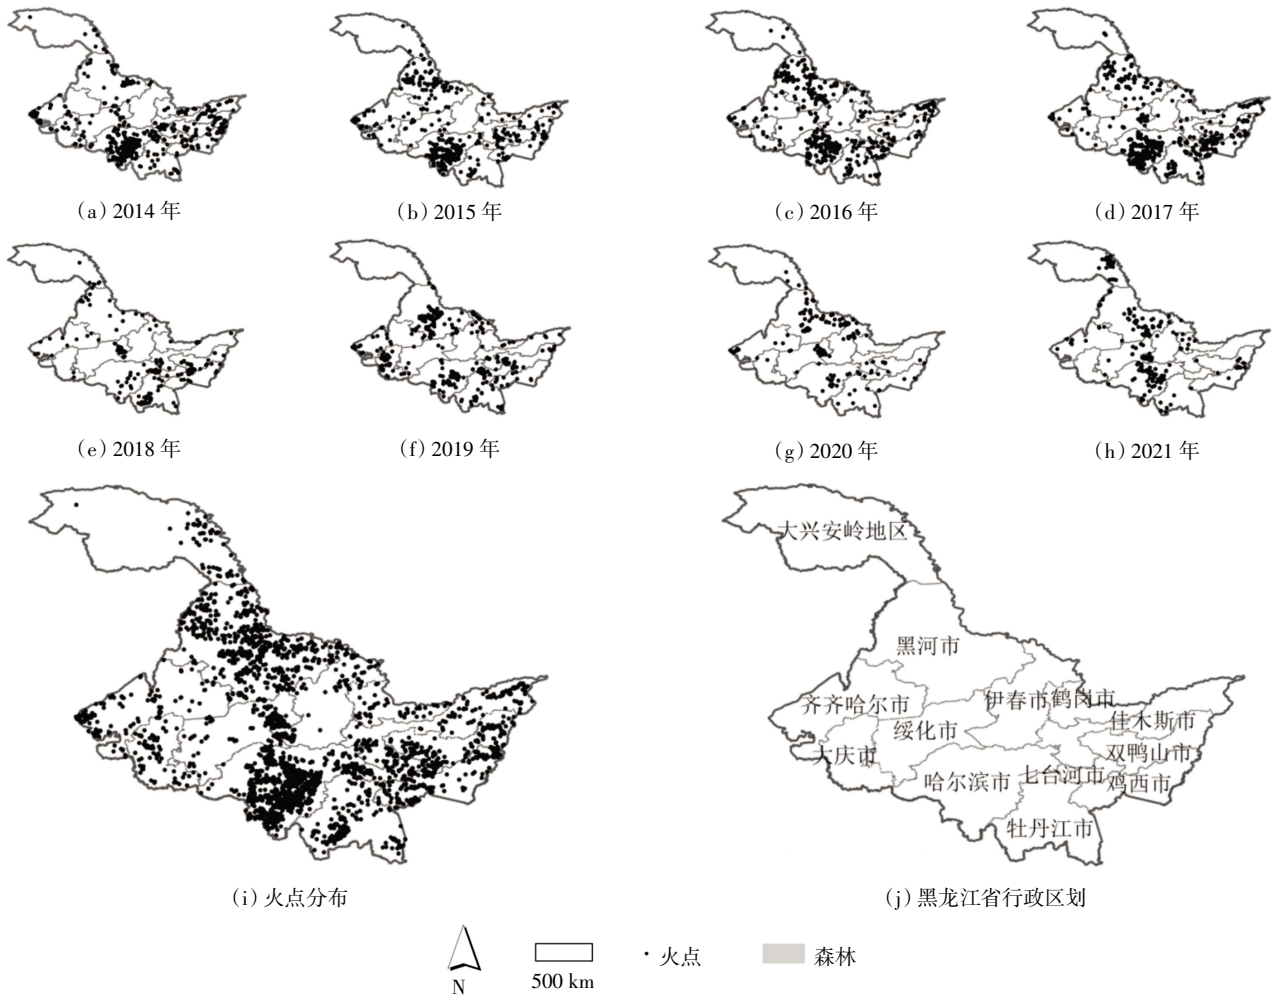 (a) 2014 年
(b) 2015 年
(c) 2016 年
(d) 2017 年
(e) 2018 年
(f) 2019 年
(g) 2020 年
(h) 2021 年
大兴安岭地区
黑河市
齐齐哈尔市
伊春市
鹤岗市
绥化市
佳木斯市
大庆市
双鸭山市
哈尔滨市
七台河市
鸡西市
牡丹江市
(i) 火点分布
(j) 黑龙江省行政区划
N
500 km
火点
森林